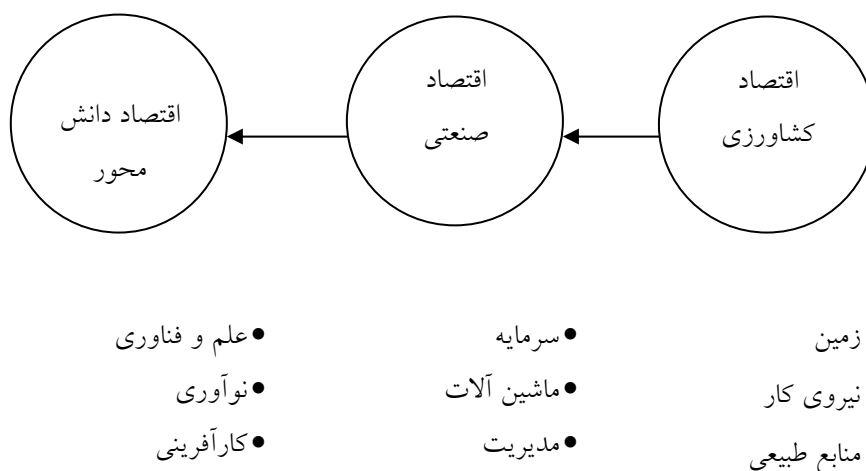 اقتصاد
کشاورزی
اقتصاد
صنعتی
اقتصاد دانش
محور
زمین
نیروی کار
منابع طبیعی
●سرمایه
●ماشین آلات
●مدیریت
●علم و فناوری
●نوآوری
●کارآفرینی